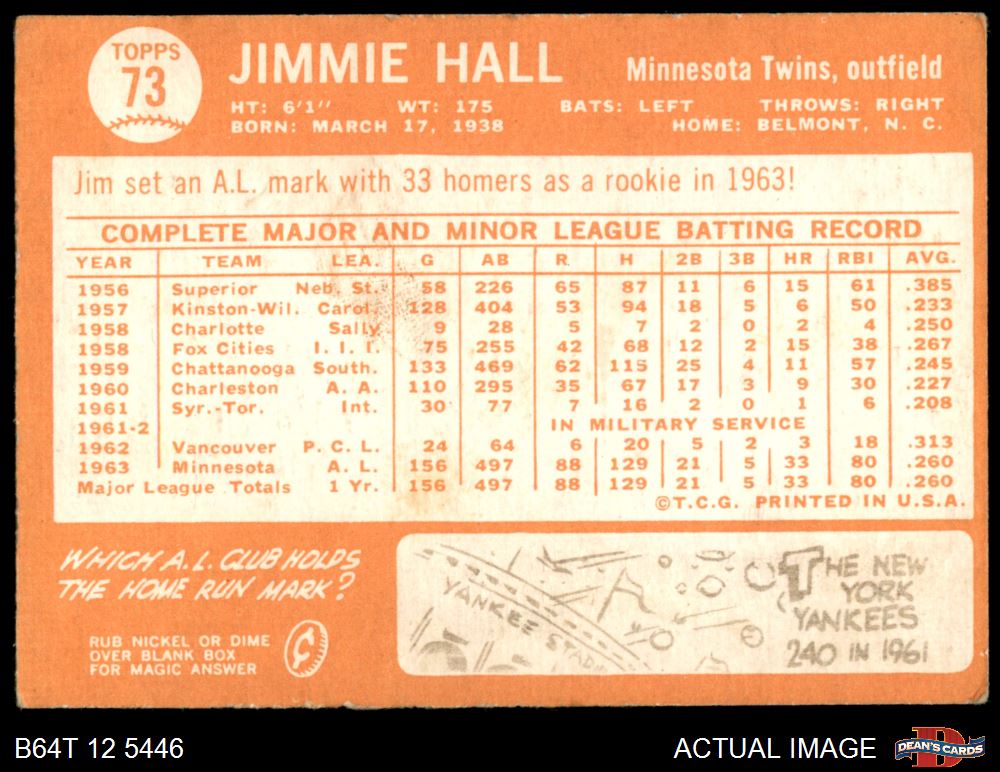 TOPPS
73
JIMMIE HALL
Minnesota Twins, outfield
HT: 6'1" WT: 175 BATS: LEFT THROWS: RIGHT
BORN: MARCH 17, 1938 HOME: BELMONT, N. C.
Jim set an A.L. mark with 33 homers as a rookie in 1963!
COMPLETE MAJOR AND MINOR LEAGUE BATTING RECORD
YEAR TEAM LEA. G AB R H 2B 3B HR RBI AVG.
1956 Superior Neb. St. 58 226 65 87 11 6 15 61 .385
1957 Kinston-Wil. Carol. 128 404 53 94 18 5 6 50 .233
1958 Charlotte Sally 9 28 5 7 2 0 2 4 .250
1958 Fox Cities I. I. I. 75 255 42 68 12 2 15 38 .267
1959 Chattanooga South. 133 469 62 115 25 4 11 57 .245
1960 Charleston A. A. 110 295 35 67 17 3 9 30 .227
1961 Syr.-Tor. Int. 30 77 7 16 2 0 1 6 .208
1961-2 IN MILITARY SERVICE
1962 Vancouver P. C. L. 24 64 6 20 5 2 3 18 .313
1963 Minnesota A. L. 156 497 88 129 21 5 33 80 .260
Major League Totals 1 Yr. 156 497 88 129 21 5 33 80 .260
©T.C.G. PRINTED IN U.S.A.
WHICH A.L. CLUB HOLDS
THE HOME RUN MARK?
RUB NICKEL OR DIME
OVER BLANK BOX
FOR MAGIC ANSWER
YANKEE STADI
THE NEW
YORK
YANKEES
240 IN 1961
B64T 12 5446
ACTUAL IMAGE
DEAN'S CARDS